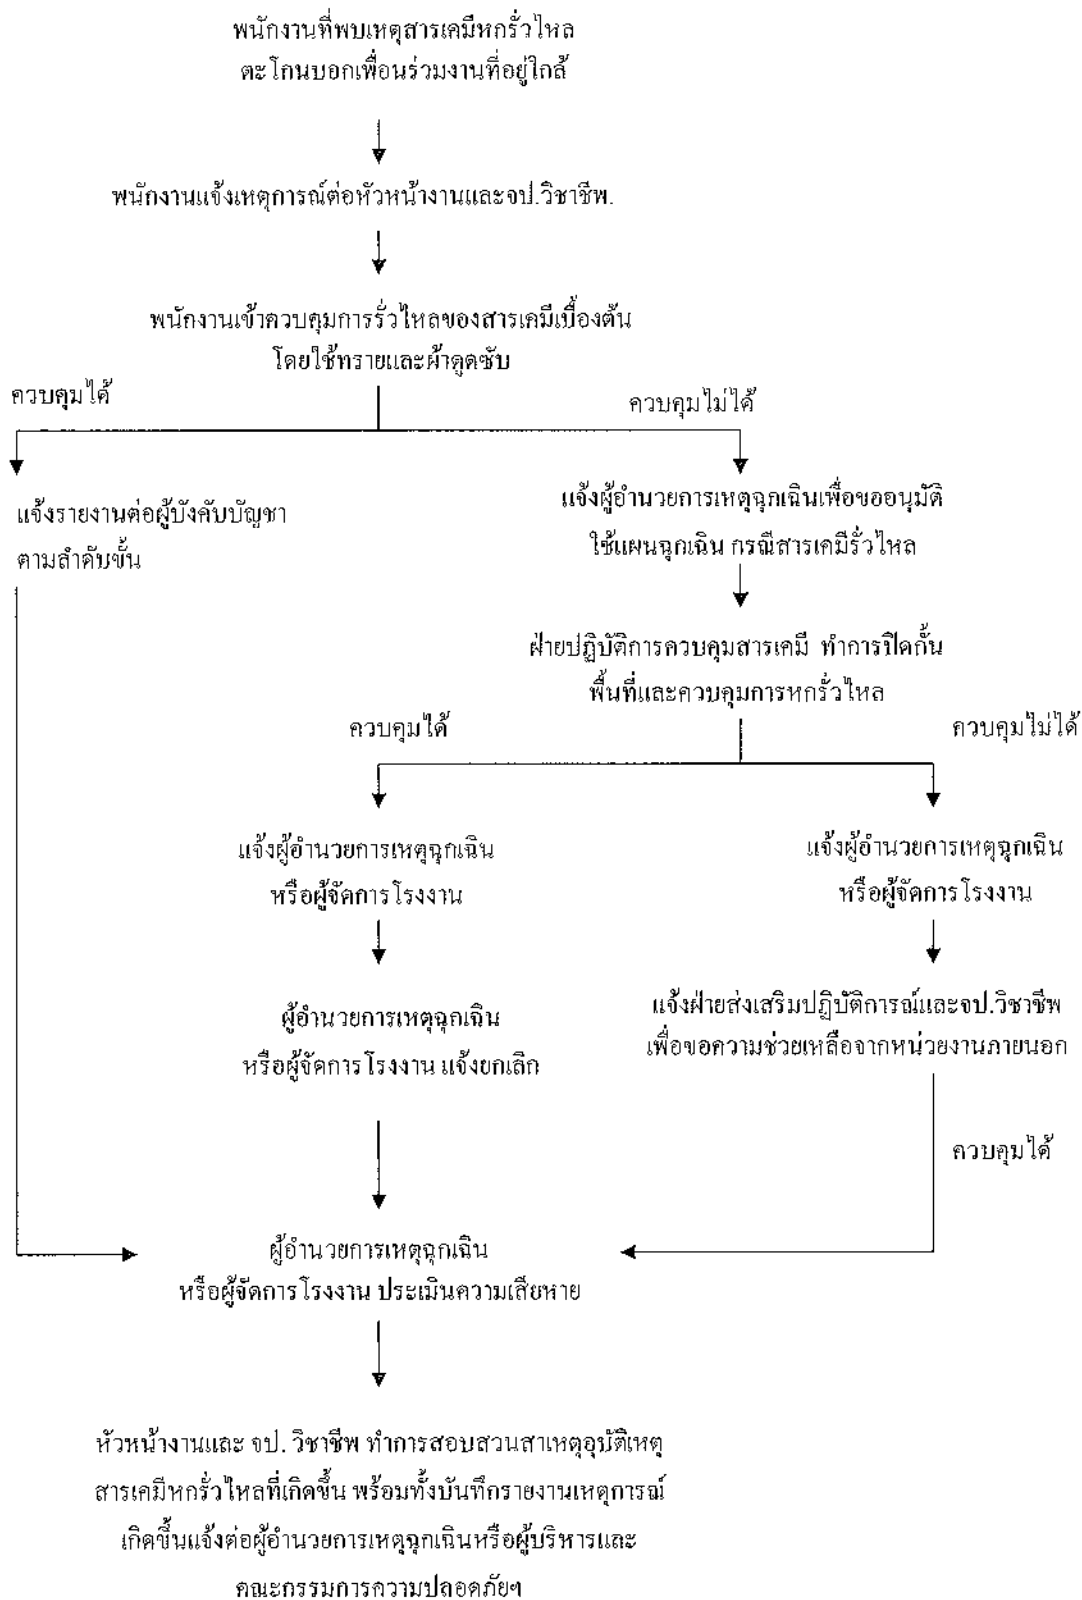 พนักงานที่พบเหตุสารเคมีหกรั่วไหล
ตะโกนบอกเพื่อนร่วมงานที่อยู่ใกล้
พนักงานแจ้งเหตุการณ์ต่อหัวหน้างานและจป.วิชาชีพ.
พนักงานเข้าควบคุมการรั่วไหลของสารเคมีเบื้องต้น
โดยใช้ทรายและผ้าดูดซับ
ควบคุมได้
ควบคุมไม่ได้
แจ้งรายงานต่อผู้บังคับบัญชา
ตามลำดับขั้น
แจ้งผู้อำนวยการเหตุฉุกเฉินเพื่อขออนุมัติ
ใช้แผนฉุกเฉิน กรณีสารเคมีรั่วไหล
ฝ่ายปฏิบัติการควบคุมสารเคมี ทำการปิดกั้น
พื้นที่และควบคุมการหกรั่วไหล
ควบคุมได้
ควบคุมไม่ได้
แจ้งผู้อำนวยการเหตุฉุกเฉิน
หรือผู้จัดการโรงงาน
แจ้งผู้อำนวยการเหตุฉุกเฉิน
หรือผู้จัดการโรงงาน
ผู้อำนวยการเหตุฉุกเฉิน
หรือผู้จัดการโรงงาน แจ้งยกเลิก
แจ้งฝ่ายส่งเสริมปฏิบัติการณ์และจป.วิชาชีพ
เพื่อขอความช่วยเหลือจากหน่วยงานภายนอก
ควบคุมได้
ผู้อำนวยการเหตุฉุกเฉิน
หรือผู้จัดการโรงงาน ประเมินความเสียหาย
หัวหน้างานและ จป. วิชาชีพ ทำการสอบสวนสาเหตุอุบัติเหตุ
สารเคมีหกรั่วไหลที่เกิดขึ้น พร้อมทั้งบันทึกรายงานเหตุการณ์
เกิดขึ้นแจ้งต่อผู้อำนวยการเหตุฉุกเฉินหรือผู้บริหารและ
คณะกรรมการความปลอดภัยฯ